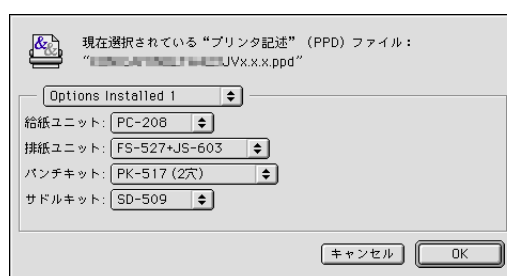 現在選択されている“プリンタ記述” (PPD) ファイル:
“JVx.x.x.ppd”
Options Installed 1
給紙ユニット: PC-208
排紙ユニット: FS-527+JS-603
パンチキット: PK-517 (2穴)
サドルキット: SD-509
キャンセル OK